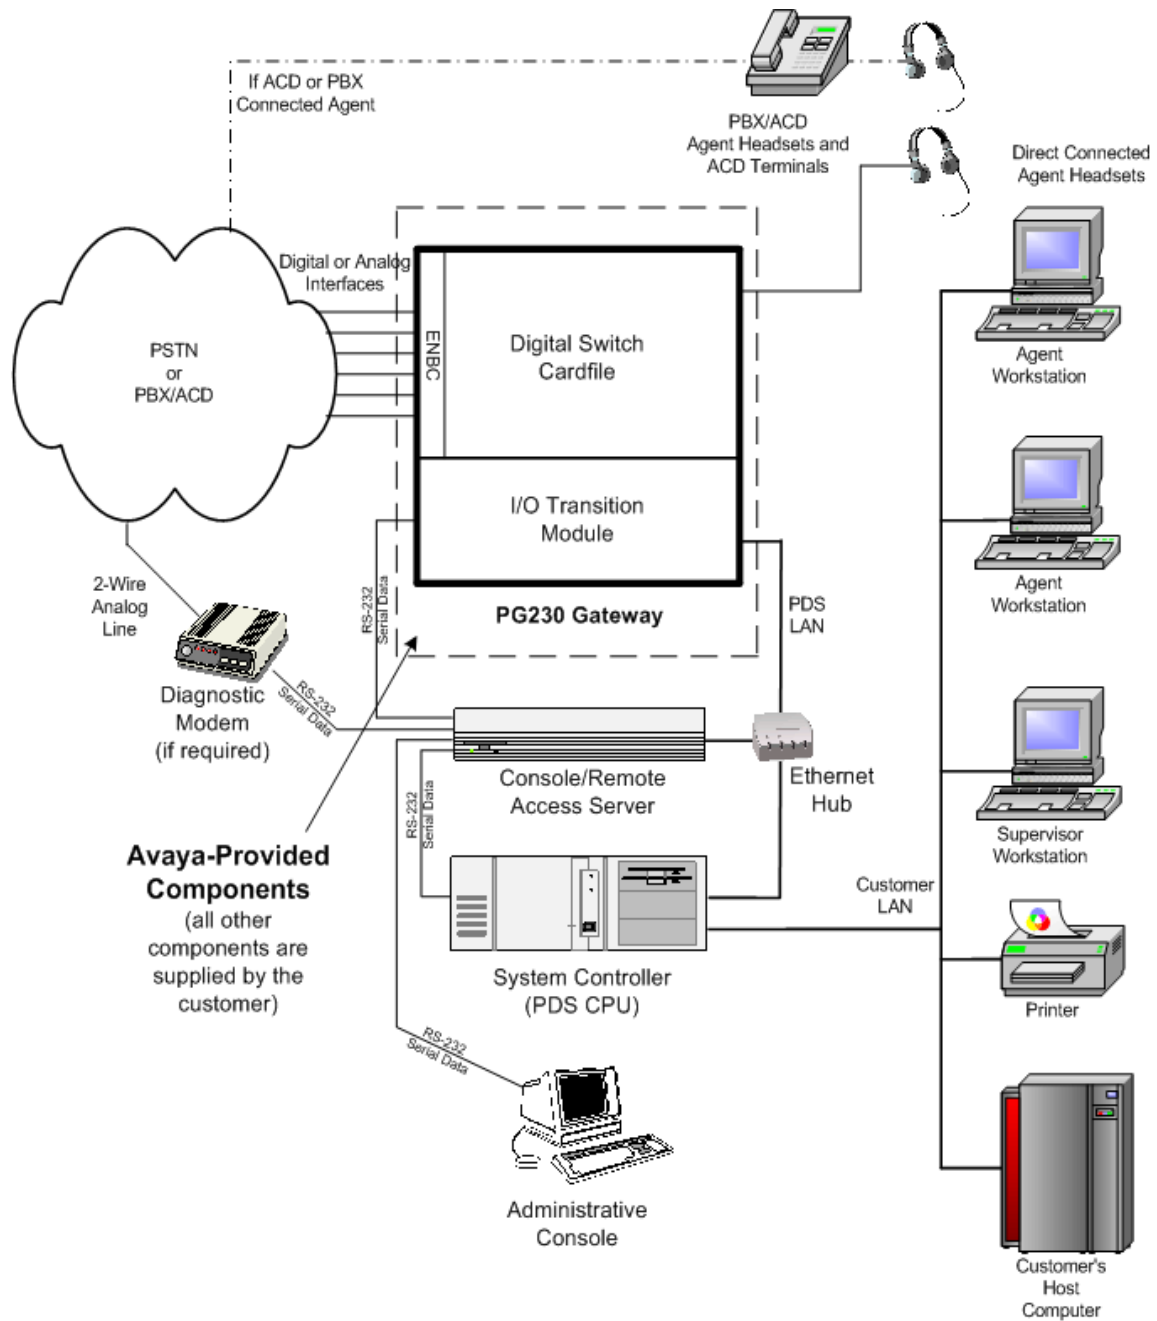 If ACD or PBX
Connected Agent
PBX/ACD
Agent Headsets and
ACD Terminals
Direct Connected
Agent Headsets
Digital or Analog
Interfaces
PSTN
or
PBX/ACD
ENBC
Digital Switch
Cardfile
Agent
Workstation
I/O Transition
Module
2-Wire
Analog
Line
RS-232
Serial Data
PG230 Gateway
PDS
LAN
Agent
Workstation
Diagnostic
Modem
(if required)
RS-232
Serial Data
Console/Remote
Access Server
Ethernet
Hub
RS-232
Serial Data
Supervisor
Workstation
Avaya-Provided
Components
(all other
components are
supplied by the
customer)
Customer
LAN
System Controller
(PDS CPU)
Printer
RS-232
Serial Data
Administrative
Console
Customer's
Host
Computer